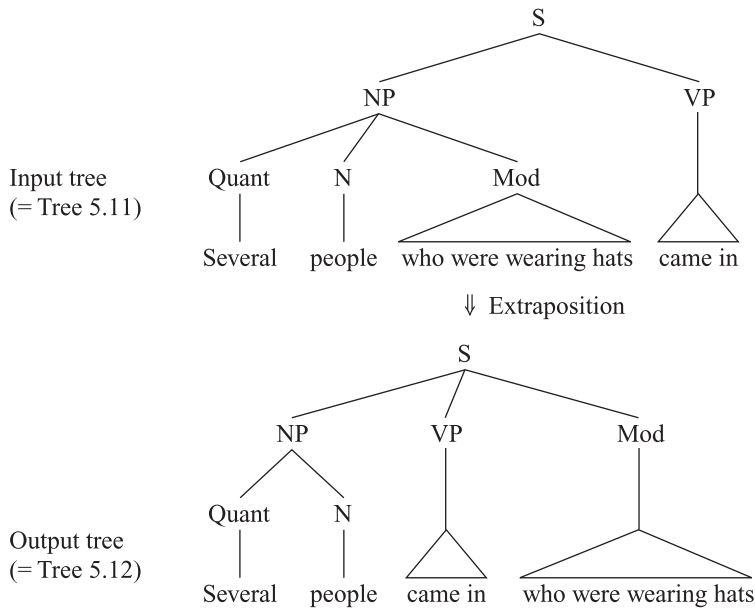 S
NP VP
Input tree Quant N Mod
(= Tree 5.11)
Several people who were wearing hats came in
⇓ Extraposition
S
NP VP Mod
Quant N
Output tree
(= Tree 5.12)
Several people came in who were wearing hats